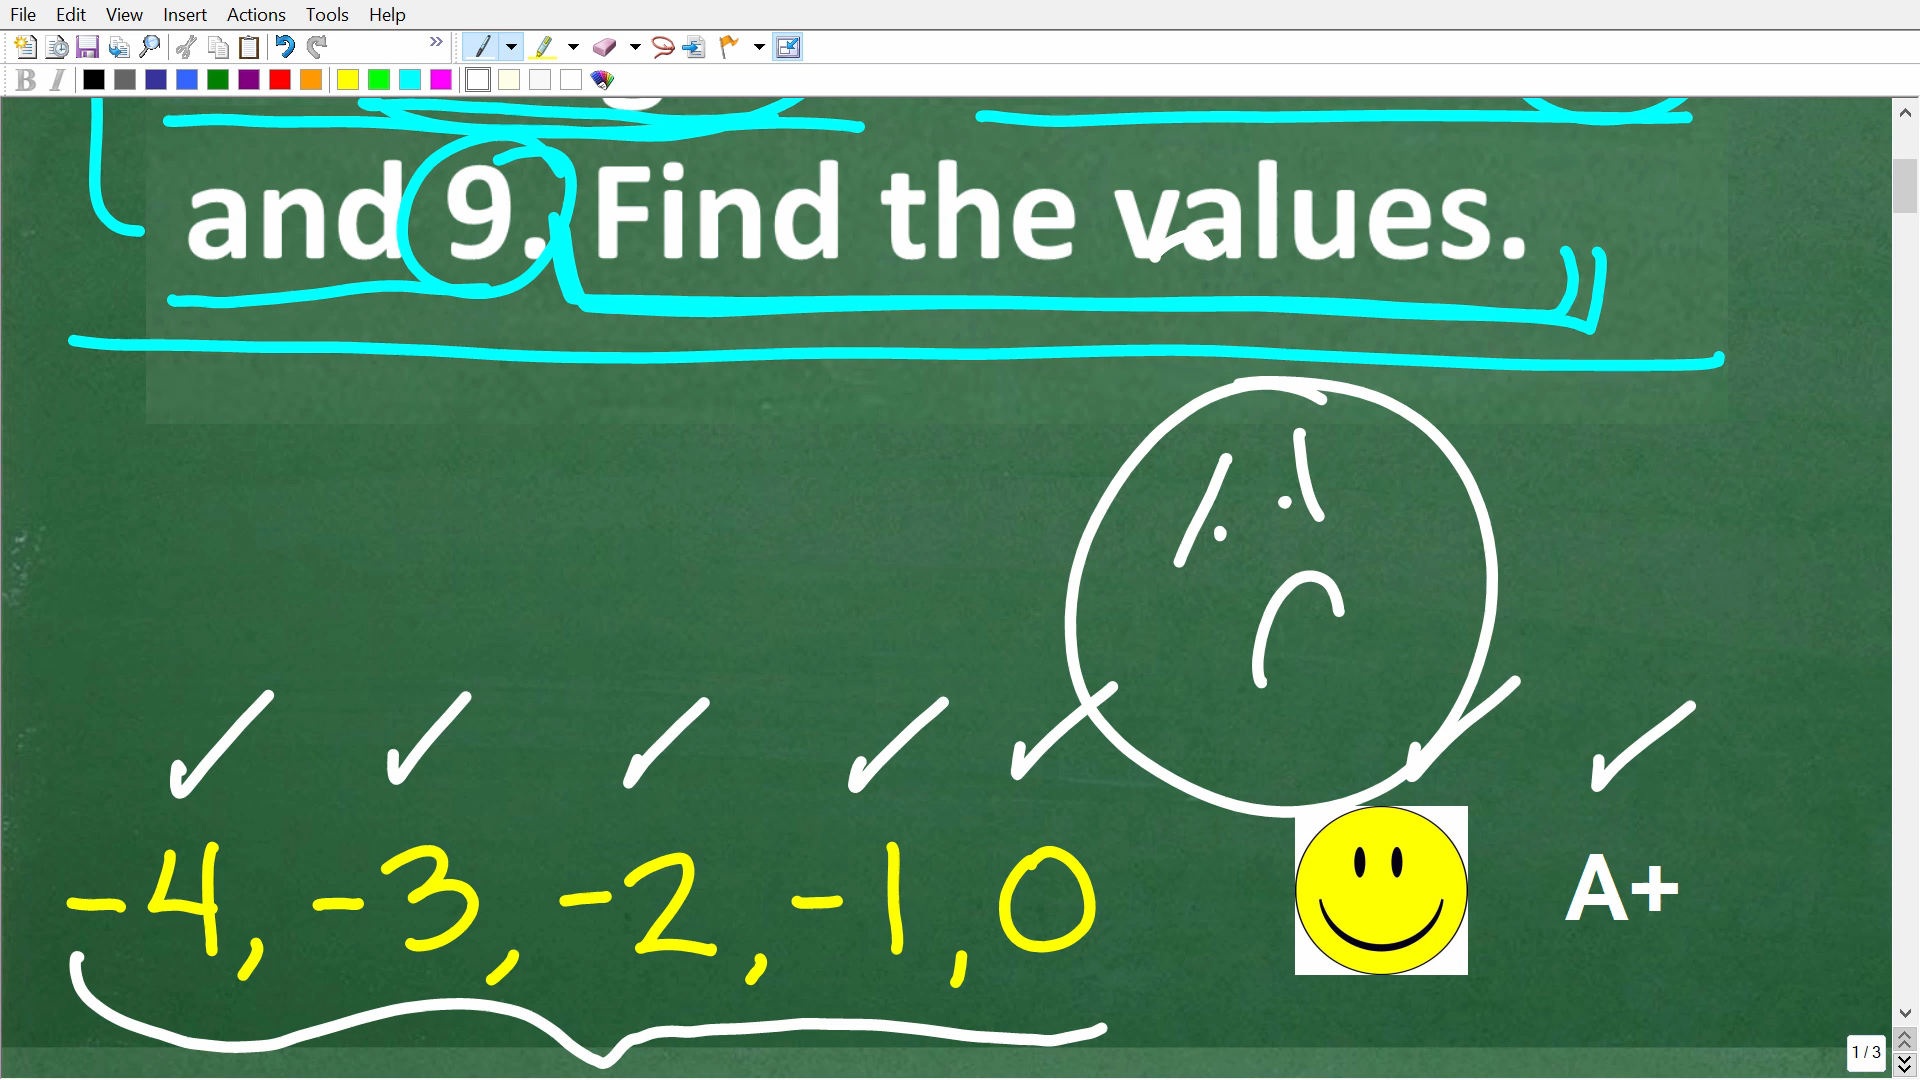 File Edit View Insert Actions Tools Help
B I
and 9. Find the values.
-4, -3, -2, -1, 0
A+
1 / 3